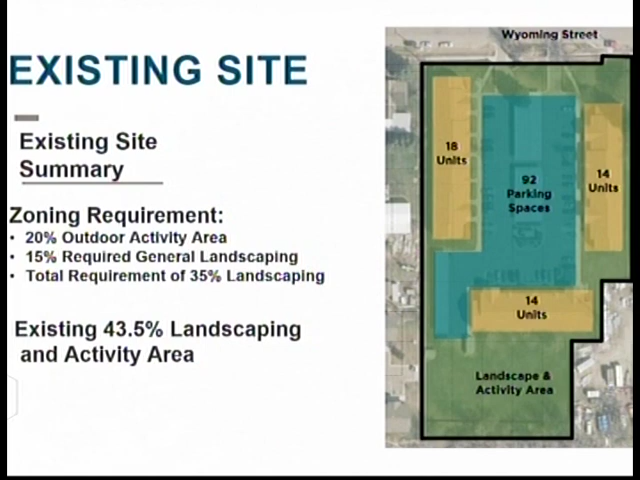 EXISTING SITE
Existing Site
Summary
Zoning Requirement:
• 20% Outdoor Activity Area
• 15% Required General Landscaping
• Total Requirement of 35% Landscaping
Existing 43.5% Landscaping
and Activity Area
Wyoming Street
18
Units
92
Parking
Spaces
14
Units
14
Units
Landscape &
Activity Area